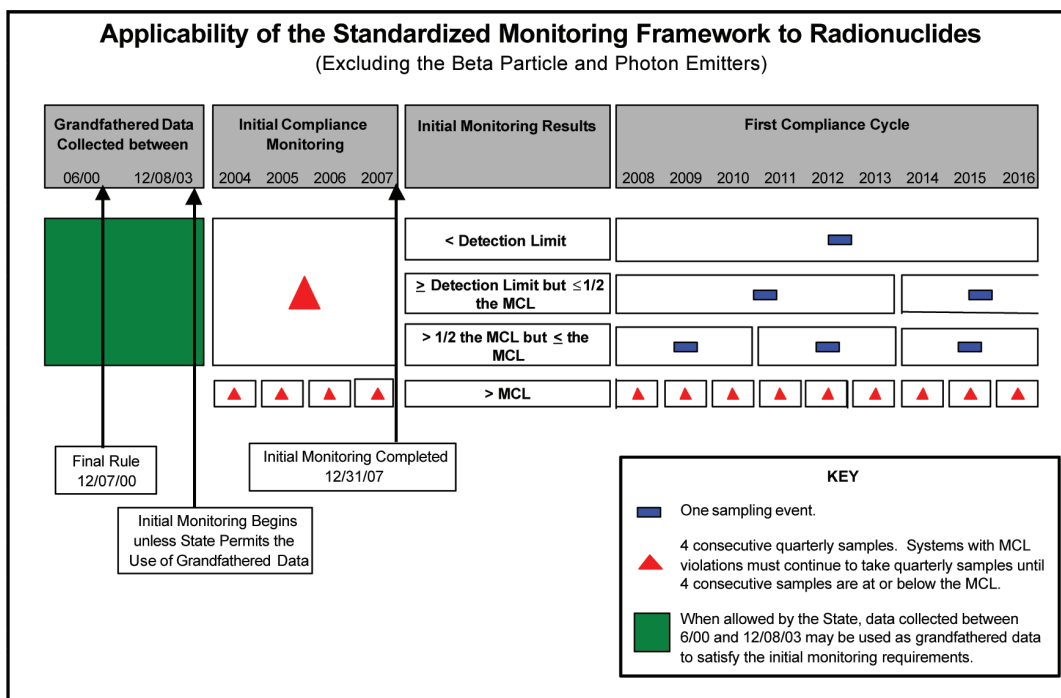 Applicability of the Standardized Monitoring Framework to Radionuclides
(Excluding the Beta Particle and Photon Emitters)
Grandfathered Data
Collected between
06/00 12/08/03
Initial Compliance
Monitoring
2004 2005 2006 2007
Initial Monitoring Results
First Compliance Cycle
2008 2009 2010 2011 2012 2013 2014 2015 2016
< Detection Limit
≥ Detection Limit but ≤1/2
the MCL
> 1/2 the MCL but ≤ the
MCL
> MCL
Final Rule
12/07/00
Initial Monitoring Completed
12/31/07
Initial Monitoring Begins
unless State Permits the
Use of Grandfathered Data
KEY
One sampling event.
4 consecutive quarterly samples. Systems with MCL
violations must continue to take quarterly samples until
4 consecutive samples are at or below the MCL.
When allowed by the State, data collected between
6/00 and 12/08/03 may be used as grandfathered data
to satisfy the initial monitoring requirements.